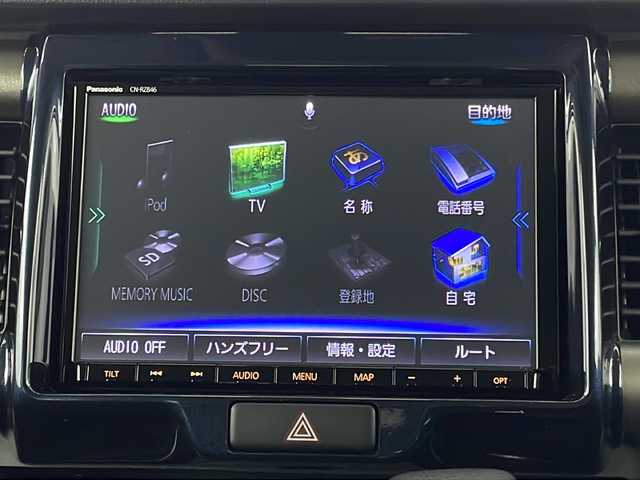 Panasonic CN-RZ846
AUDIO 目的地
iPod TV 名称 電話番号
SD
MEMORY MUSIC DISC 登録地 自宅
AUDIO OFF ハンズフリー 情報・設定 ルート
TILT AUDIO MENU MAP − + OPT